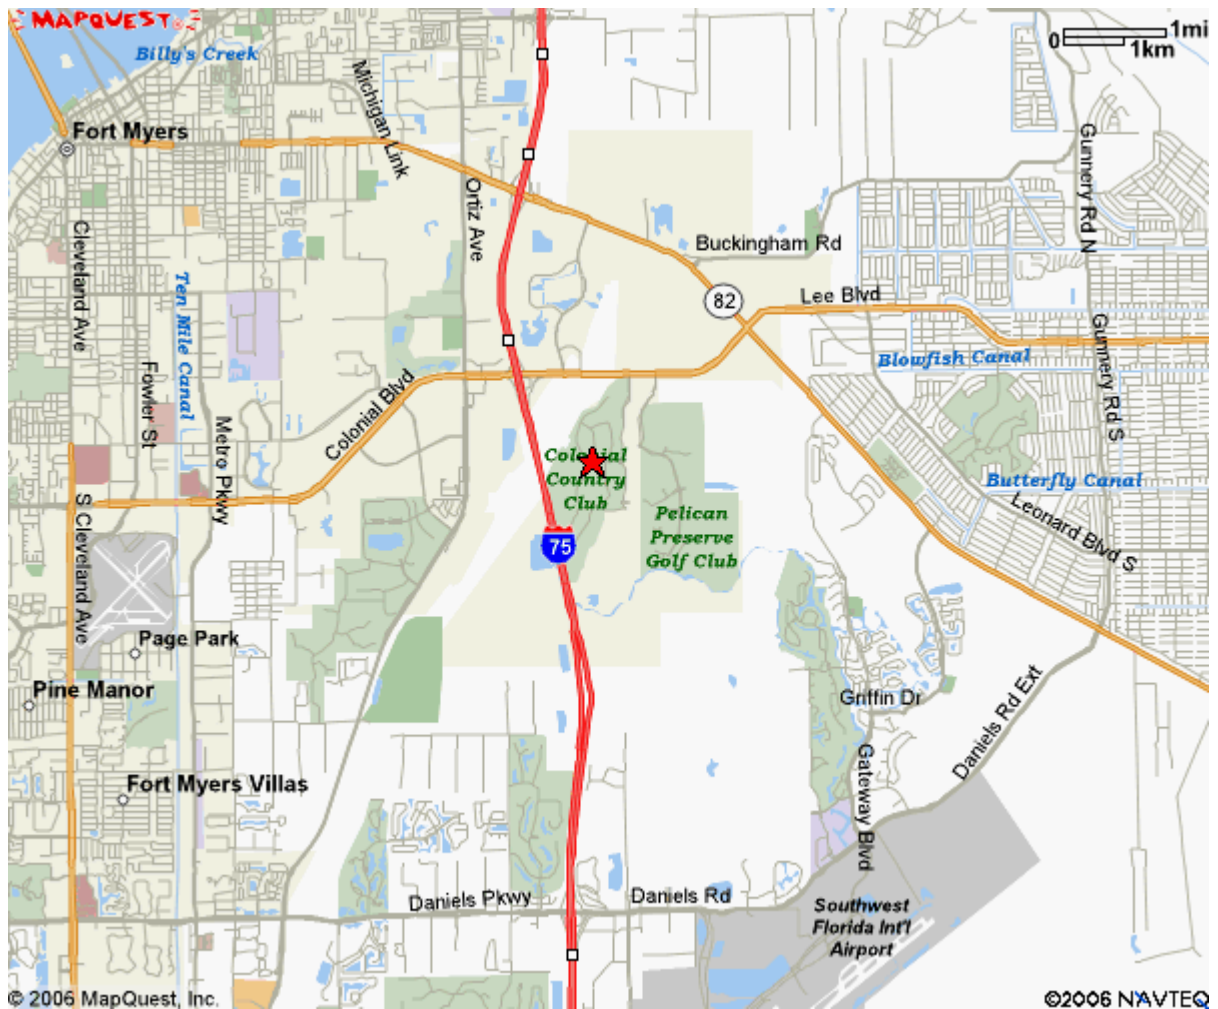 MAPQUEST
0
1mi
1km
Billy's Creek
Michigan Link
Fort Myers
Gunnery Rd N
Ortiz Ave
Cleveland Ave
Buckingham Rd
Ten Mile Canal
82
Lee Blvd
Gunnery Rd S
Blowfish Canal
Fowler St
Colonial Blvd
Metro Pkwy
Colonial
Country
Club
Butterfly Canal
Leonard Blvd S
S Cleveland Ave
Pelican
Preserve
Golf Club
75
Page Park
Pine Manor
Griffin Dr
Daniels Rd Ext
Gateway Blvd
Fort Myers Villas
Daniels Pkwy
Daniels Rd
Southwest
Florida Int'l
Airport
© 2006 MapQuest, Inc.
©2006 NAVTEQ